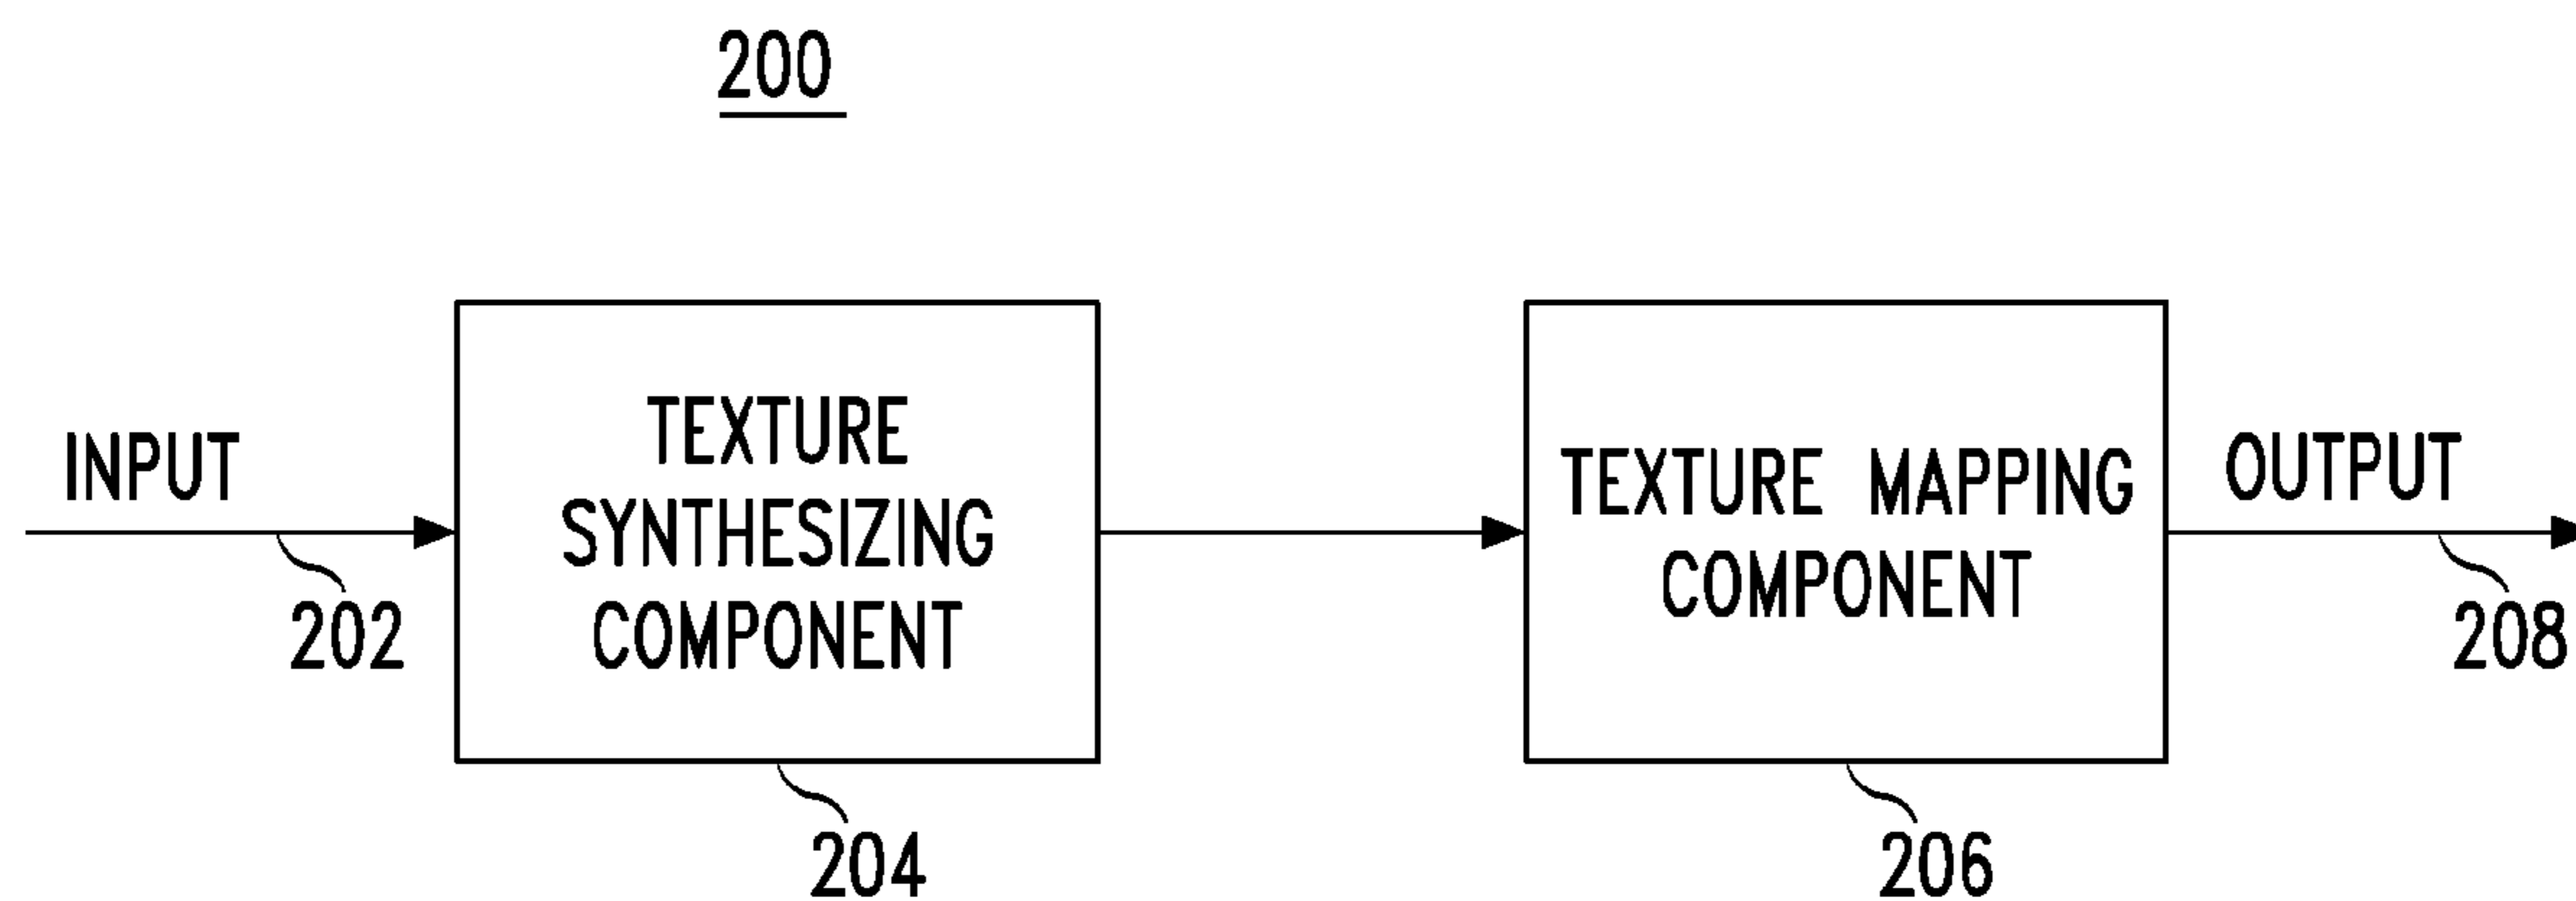 200
INPUT
202
TEXTURE
SYNTHESIZING
COMPONENT
204
TEXTURE MAPPING
COMPONENT
206
OUTPUT
208